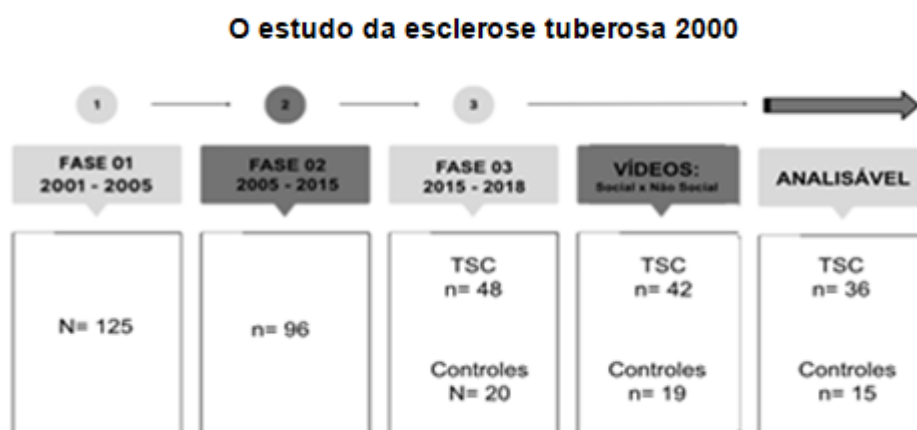 O estudo da esclerose tuberosa 2000
1
2
3
FASE 01
2001 - 2005
FASE 02
2005 - 2015
FASE 03
2015 - 2018
VÍDEOS:
Social x Não Social
ANALISÁVEL
N= 125
n= 96
TSC
n= 48
Controles
N= 20
TSC
n= 42
Controles
n= 19
TSC
n= 36
Controles
n= 15